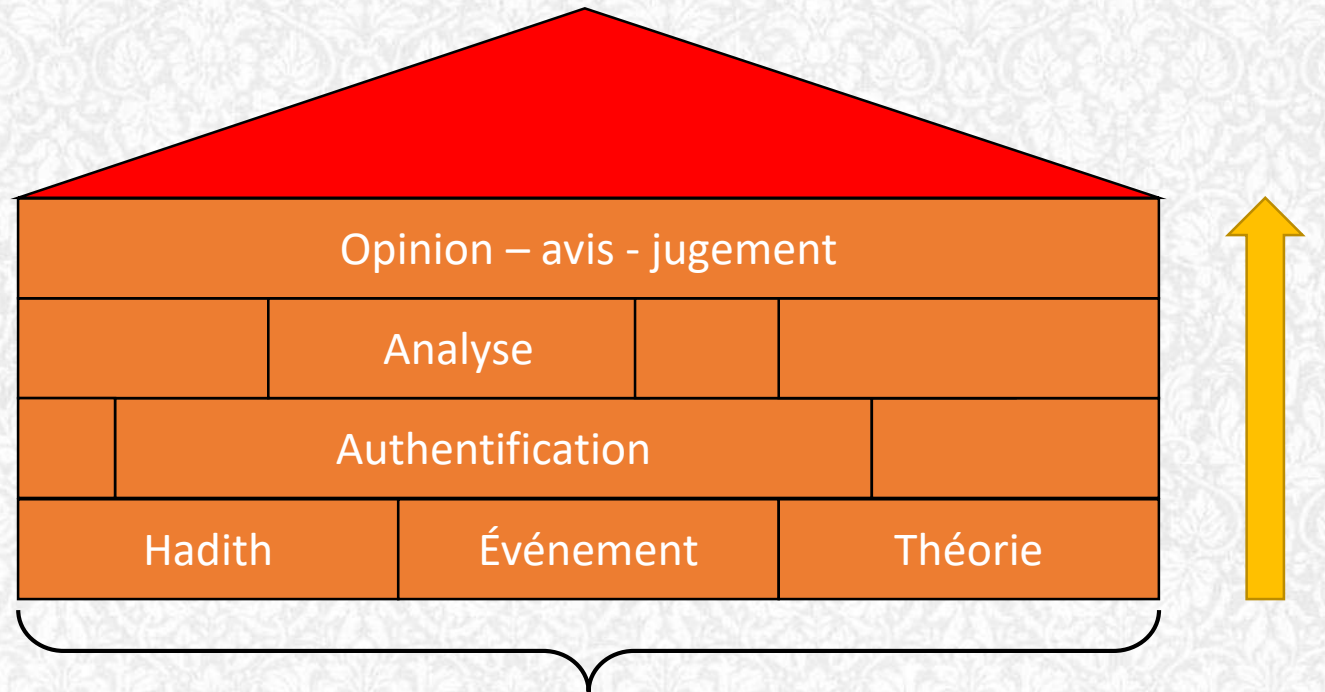 Opinion – avis - jugement
Analyse
Authentification
Hadith
Événement
Théorie